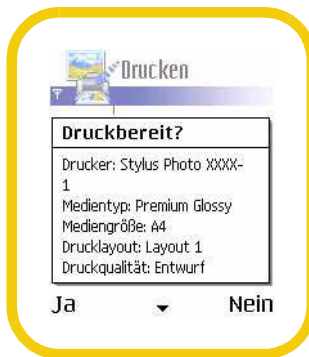 Drucken
Druckbereit?
Drucker: Stylus Photo XXXX-
1
Medientyp: Premium Glossy
Mediengröße: A4
Drucklayout: Layout 1
Druckqualität: Entwurf
Ja Nein